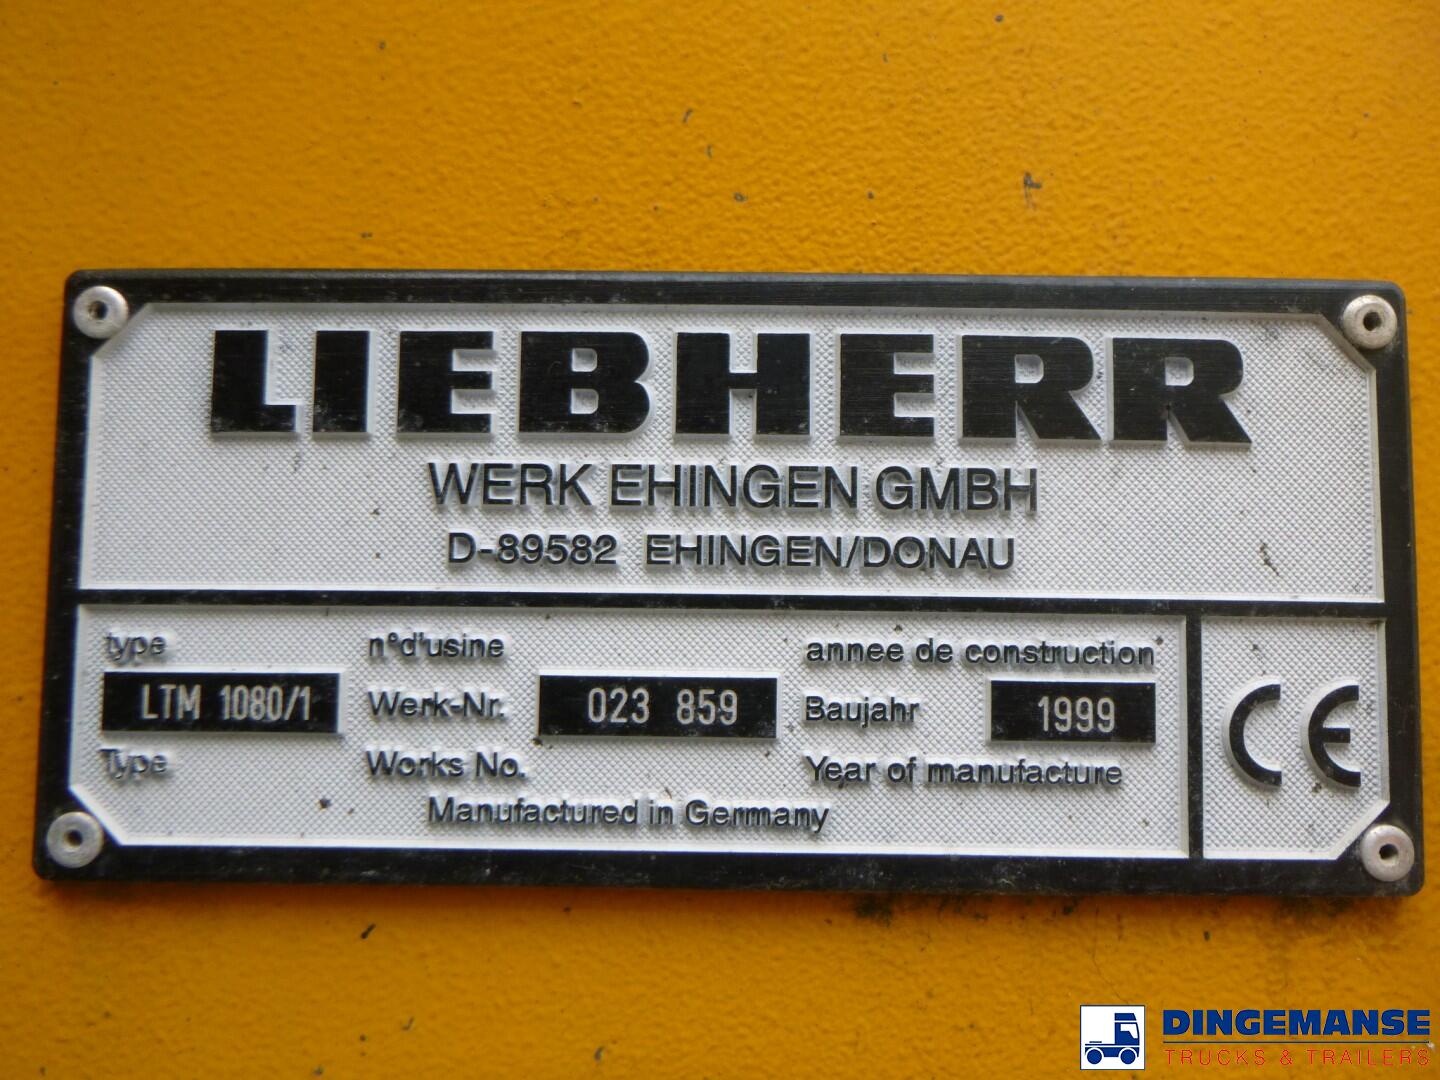 LIEBHERR
WERK EHINGEN GMBH
D-89582 EHINGEN/DONAU
type
LTM 1080/1
Type
n°d'usine
Werk-Nr. 023 859
Works No.
annee de construction
Baujahr 1999
Year of manufacture
Manufactured in Germany
CE
DINGEMANSE
TRUCKS & TRAILERS